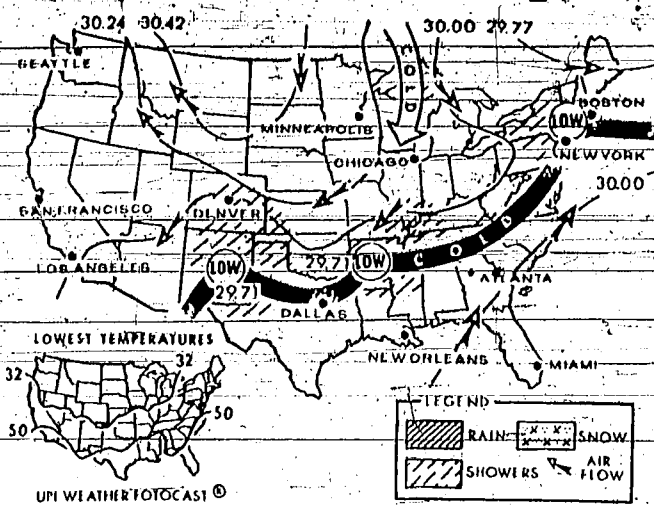 30.24 30.42
30.00 29.77
SEATTLE
COLD
BOSTON
LOW
MINNEAPOLIS
NEW YORK
CHICAGO
30.00
SAN FRANCISCO
DENVER
COLD
LOS ANGELES
LOW
29.71
LOW
29.71
ATLANTA
DALLAS
LOWEST TEMPERATURES
NEW ORLEANS
MIAMI
32
32
50
50
LEGEND
RAIN
SNOW
SHOWERS
AIR
FLOW
UPI WEATHER FOTOCAST ®